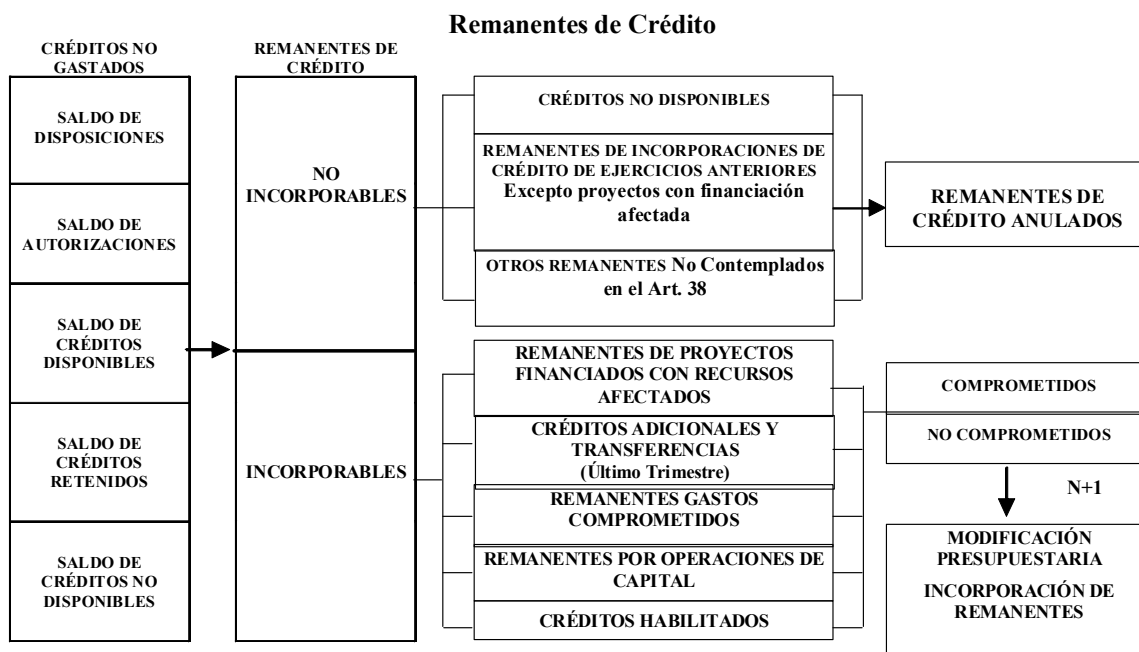 Remanentes de Crédito
CRÉDITOS NO
GASTADOS
SALDO DE
DISPOSICIONES
SALDO DE
AUTORIZACIONES
SALDO DE
CRÉDITOS
DISPONIBLES
SALDO DE
CRÉDITOS
RETENIDOS
SALDO DE
CRÉDITOS NO
DISPONIBLES
REMANENTES DE
CRÉDITO
NO
INCORPORABLES
INCORPORABLES
CRÉDITOS NO DISPONIBLES
REMANENTES DE INCORPORACIONES DE
CRÉDITO DE EJERCICIOS ANTERIORES
Excepto proyectos con financiación
afectada
OTROS REMANENTES No Contemplados
en el Art. 38
REMANENTES DE PROYECTOS
FINANCIADOS CON RECURSOS
AFECTADOS
CRÉDITOS ADICIONALES Y
TRANSFERENCIAS
(Último Trimestre)
REMANENTES GASTOS
COMPROMETIDOS
REMANENTES POR OPERACIONES DE
CAPITAL
CRÉDITOS HABILITADOS
REMANENTES DE
CRÉDITO ANULADOS
COMPROMETIDOS
NO COMPROMETIDOS
N+1
MODIFICACIÓN
PRESUPUESTARIA
INCORPORACIÓN DE
REMANENTES